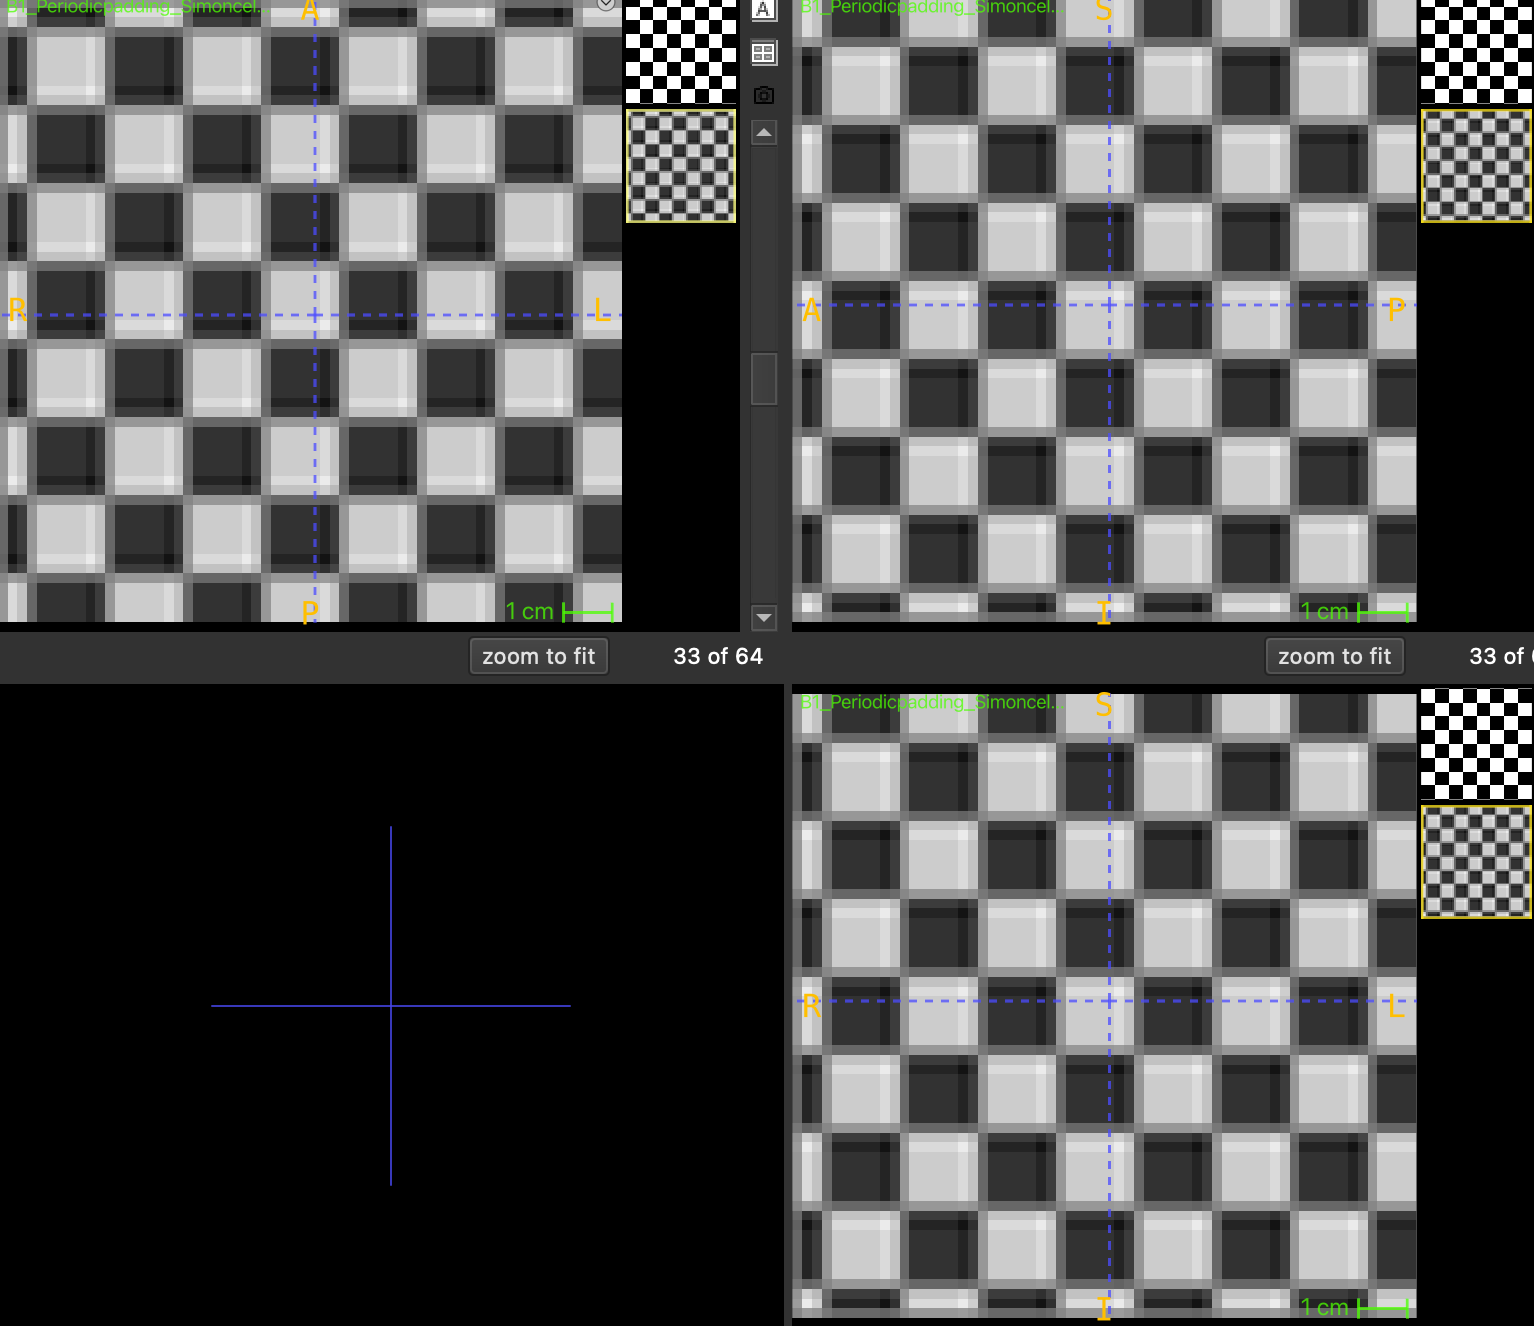 B1_Periodicpadding_Simoncel...
A
R
L
P
1 cm
A
zoom to fit
33 of 64
B1_Periodicpadding_Simoncel...
S
A
P
I
1 cm
zoom to fit
33 of
B1_Periodicpadding_Simoncel...
S
R
L
I
1 cm